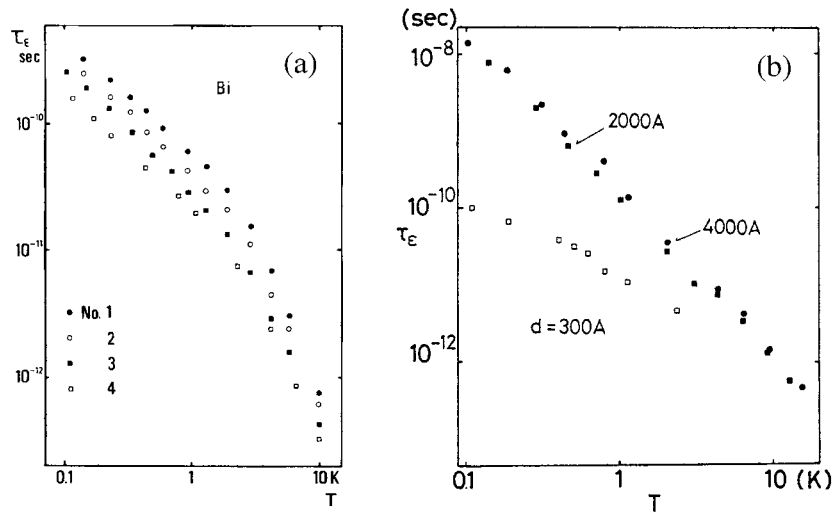 τε
sec
(a)
Bi
10⁻¹⁰
10⁻¹¹
10⁻¹²
No. 1
2
3
4
0.1
1
10 K
T
(sec)
(b)
10⁻⁸
2000A
10⁻¹⁰
τε
4000A
d=300A
10⁻¹²
0.1
1
10 (K)
T